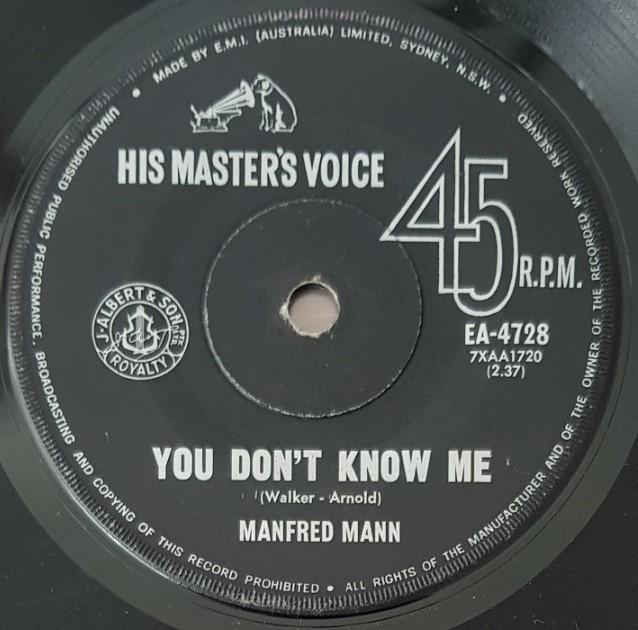 MADE BY E.M.I. (AUSTRALIA) LIMITED, SYDNEY, N.S.W.
HIS MASTER'S VOICE
45 R.P.M.
J. ALBERT & SON PTY. LTD.
ROYALTY
EA-4728
7XAA1720
(2.37)
YOU DON'T KNOW ME
(Walker - Arnold)
MANFRED MANN
UNAUTHORISED PUBLIC PERFORMANCE, BROADCASTING AND COPYING OF THIS RECORD PROHIBITED • ALL RIGHTS OF THE MANUFACTURER AND OF THE OWNER OF THE RECORDED WORK RESERVED